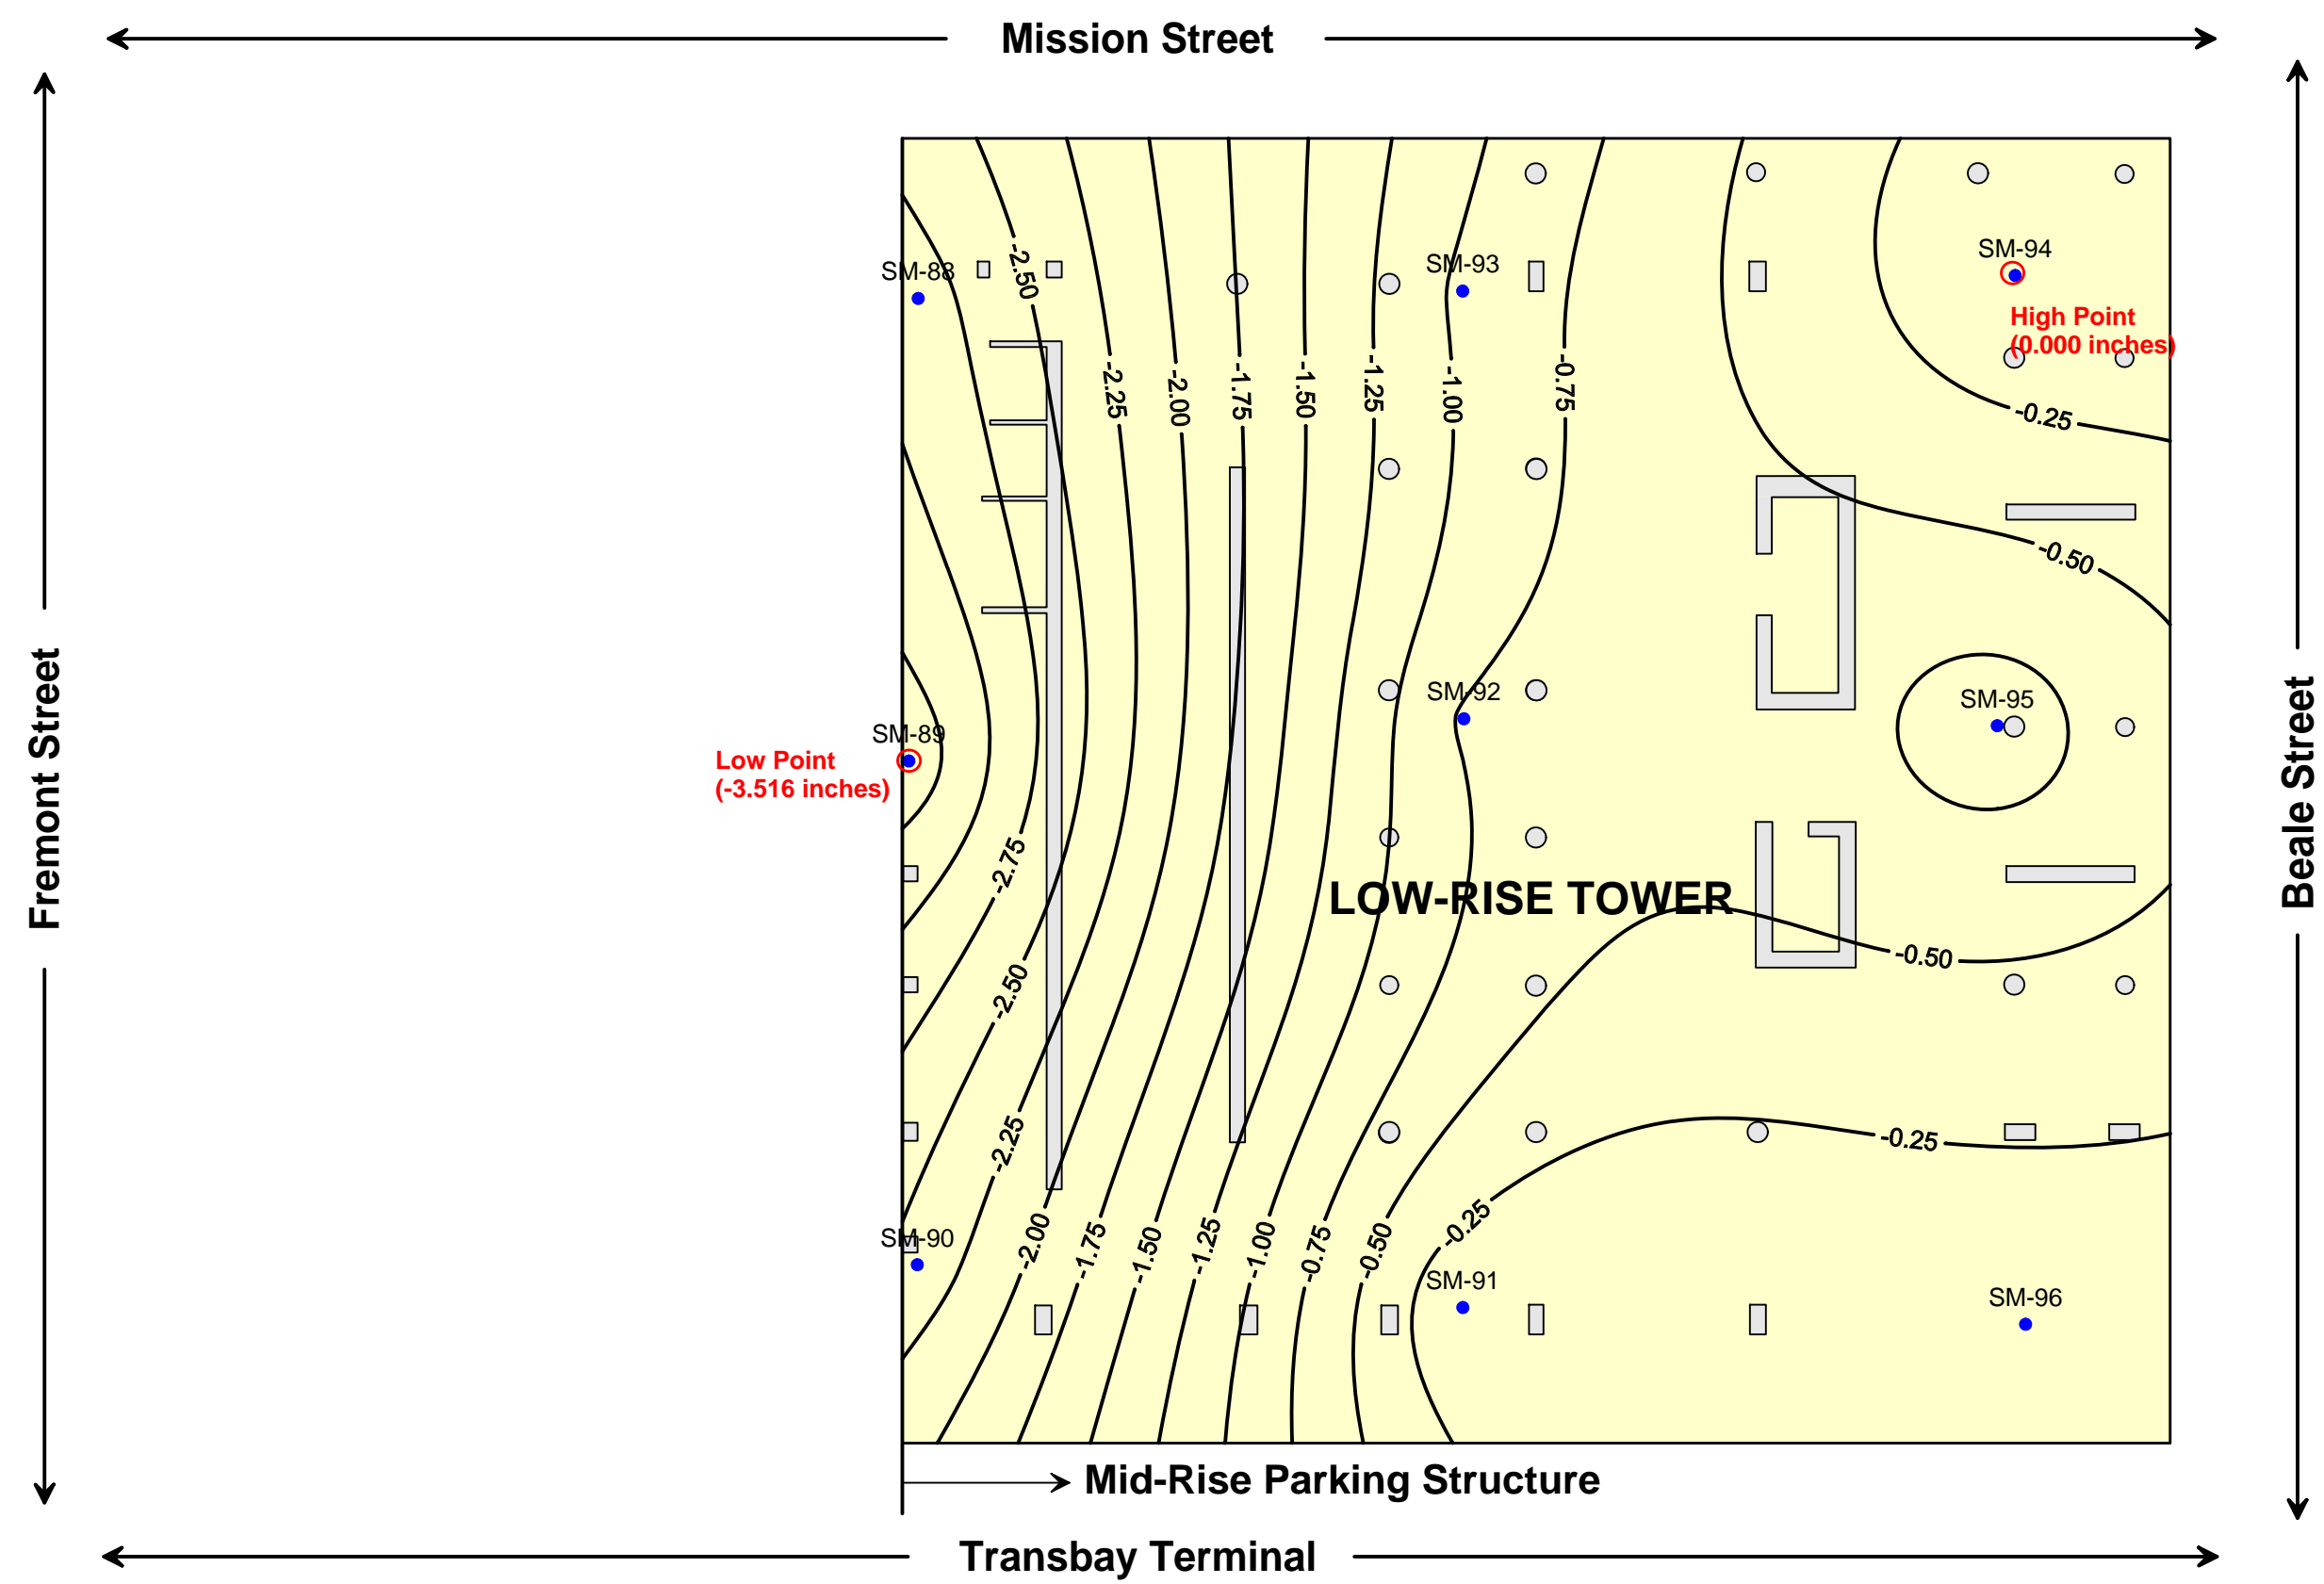 Mission Street
SM-88
-2.50
SM-93
SM-94
High Point
(0.000 inches)
-2.25
-2.00
-1.75
-1.50
-1.25
-1.00
-0.75
-0.25
-0.50
Fremont Street
Beale Street
SM-92
SM-95
SM-89
Low Point
(-3.516 inches)
-2.75
LOW-RISE TOWER
-0.50
-2.50
-2.25
-0.25
SM-90
-2.00
-1.75
-1.50
-1.25
-1.00
-0.75
-0.50
-0.25
SM-91
SM-96
Mid-Rise Parking Structure
Transbay Terminal